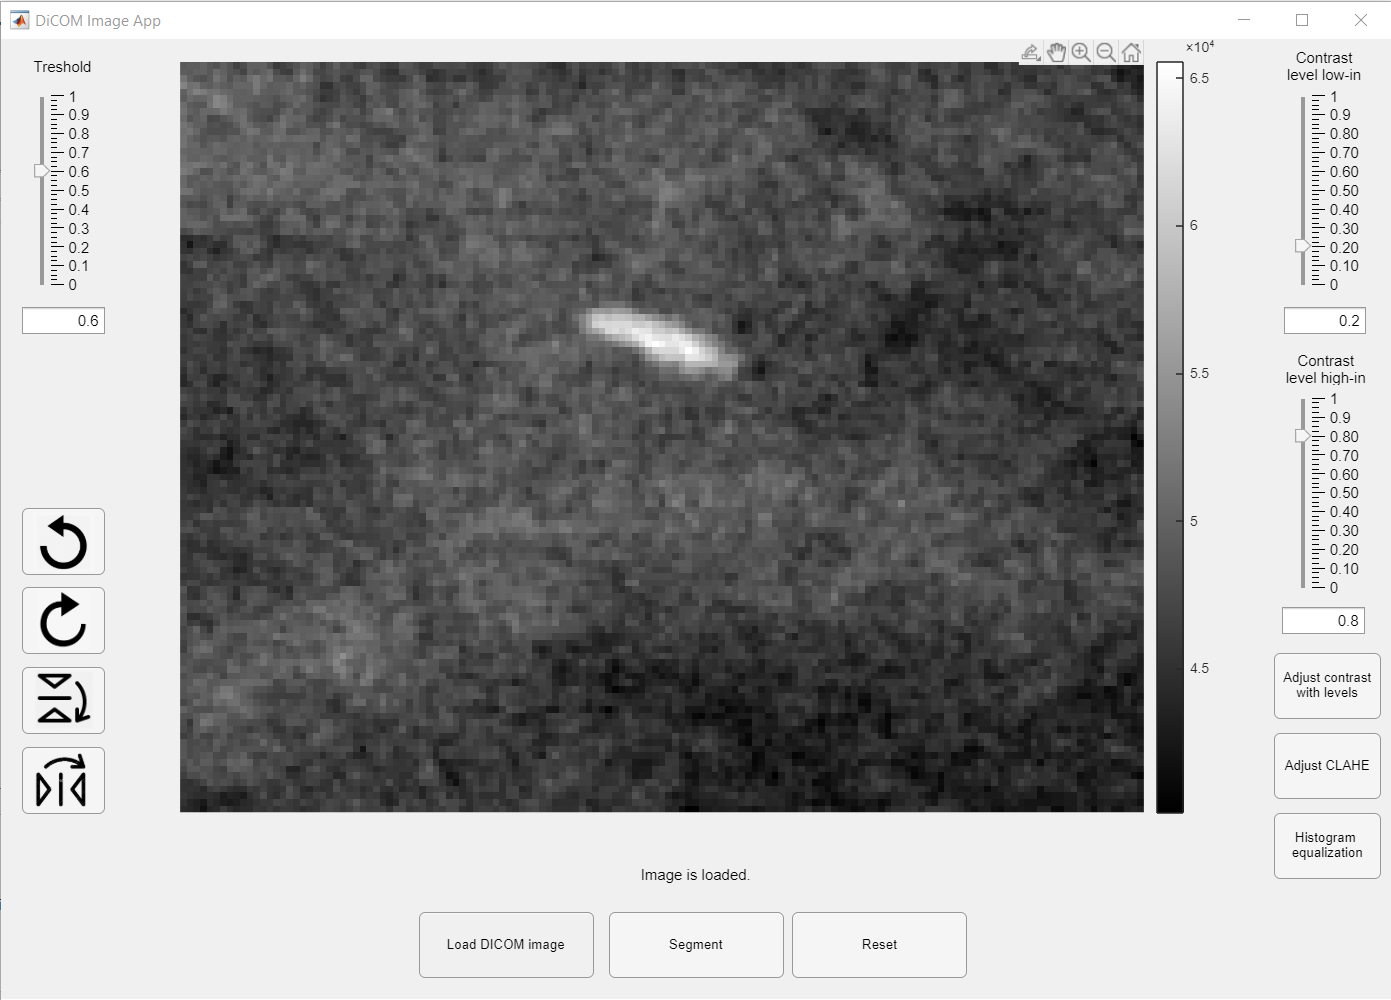 DiCOM Image App
Treshold
1
0.9
0.8
0.7
0.6
0.5
0.4
0.3
0.2
0.1
0
0.6
×10⁴
6.5
6
5.5
5
4.5
Contrast
level low-in
1
0.9
0.80
0.70
0.60
0.50
0.40
0.30
0.20
0.10
0
0.2
Contrast
level high-in
1
0.9
0.80
0.70
0.60
0.50
0.40
0.30
0.20
0.10
0
0.8
Adjust contrast
with levels
Adjust CLAHE
Histogram
equalization
Image is loaded.
Load DICOM image
Segment
Reset